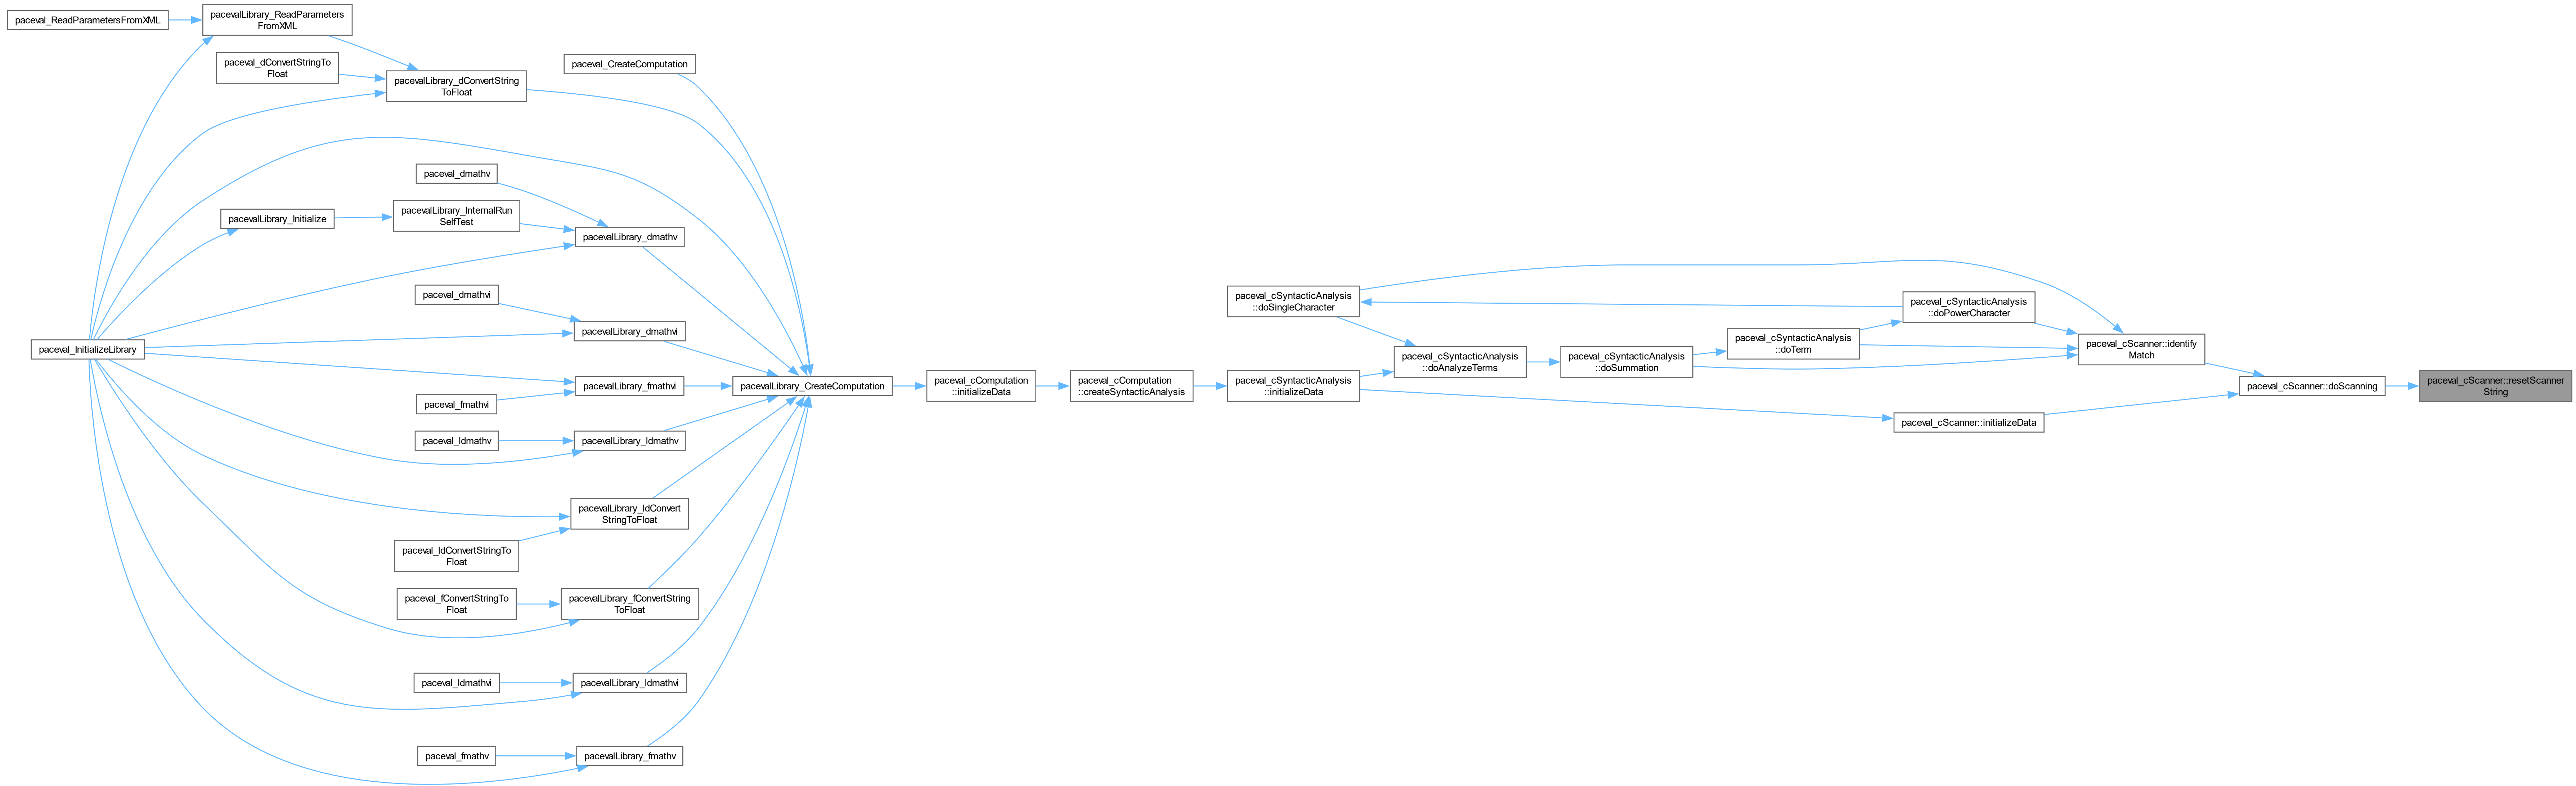 paceval_ReadParametersFromXML
pacevalLibrary_ReadParameters
FromXML
paceval_dConvertStringTo
Float
pacevalLibrary_dConvertString
ToFloat
paceval_CreateComputation
paceval_dmathv
pacevalLibrary_Initialize
pacevalLibrary_InternalRun
SelfTest
pacevalLibrary_dmathv
paceval_dmathvi
pacevalLibrary_dmathvi
paceval_InitializeLibrary
pacevalLibrary_fmathvi
paceval_fmathvi
paceval_ldmathv
pacevalLibrary_ldmathv
pacevalLibrary_ldConvert
StringToFloat
paceval_ldConvertStringTo
Float
paceval_fConvertStringTo
Float
pacevalLibrary_fConvertString
ToFloat
paceval_ldmathvi
pacevalLibrary_ldmathvi
paceval_fmathv
pacevalLibrary_fmathv
pacevalLibrary_CreateComputation
paceval_cComputation
::initializeData
paceval_cComputation
::createSyntacticAnalysis
paceval_cSyntacticAnalysis
::initializeData
paceval_cSyntacticAnalysis
::doSingleCharacter
paceval_cSyntacticAnalysis
::doAnalyzeTerms
paceval_cSyntacticAnalysis
::doSummation
paceval_cSyntacticAnalysis
::doTerm
paceval_cSyntacticAnalysis
::doPowerCharacter
paceval_cScanner::identify
Match
paceval_cScanner::initializeData
paceval_cScanner::doScanning
paceval_cScanner::resetScanner
String